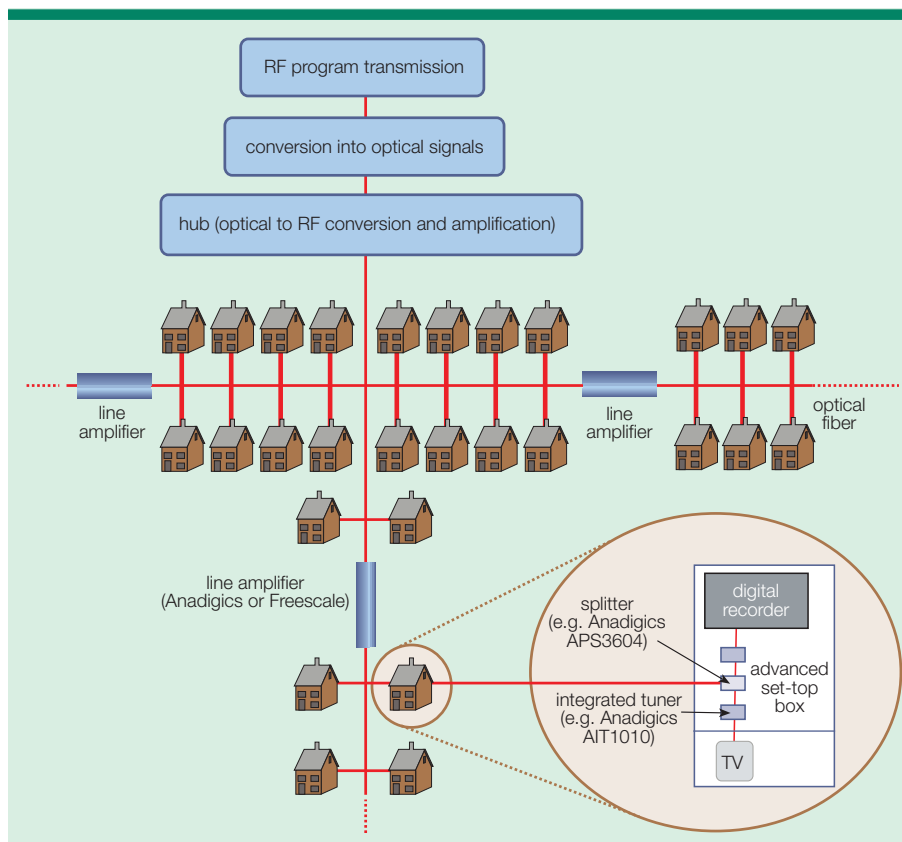 RF program transmission
conversion into optical signals
hub (optical to RF conversion and amplification)
line
amplifier
line
amplifier
optical
fiber
line amplifier
(Anadigics or Freescale)
splitter
(e.g. Anadigics
APS3604)
integrated tuner
(e.g. Anadigics
AIT1010)
digital
recorder
advanced
set-top
box
TV